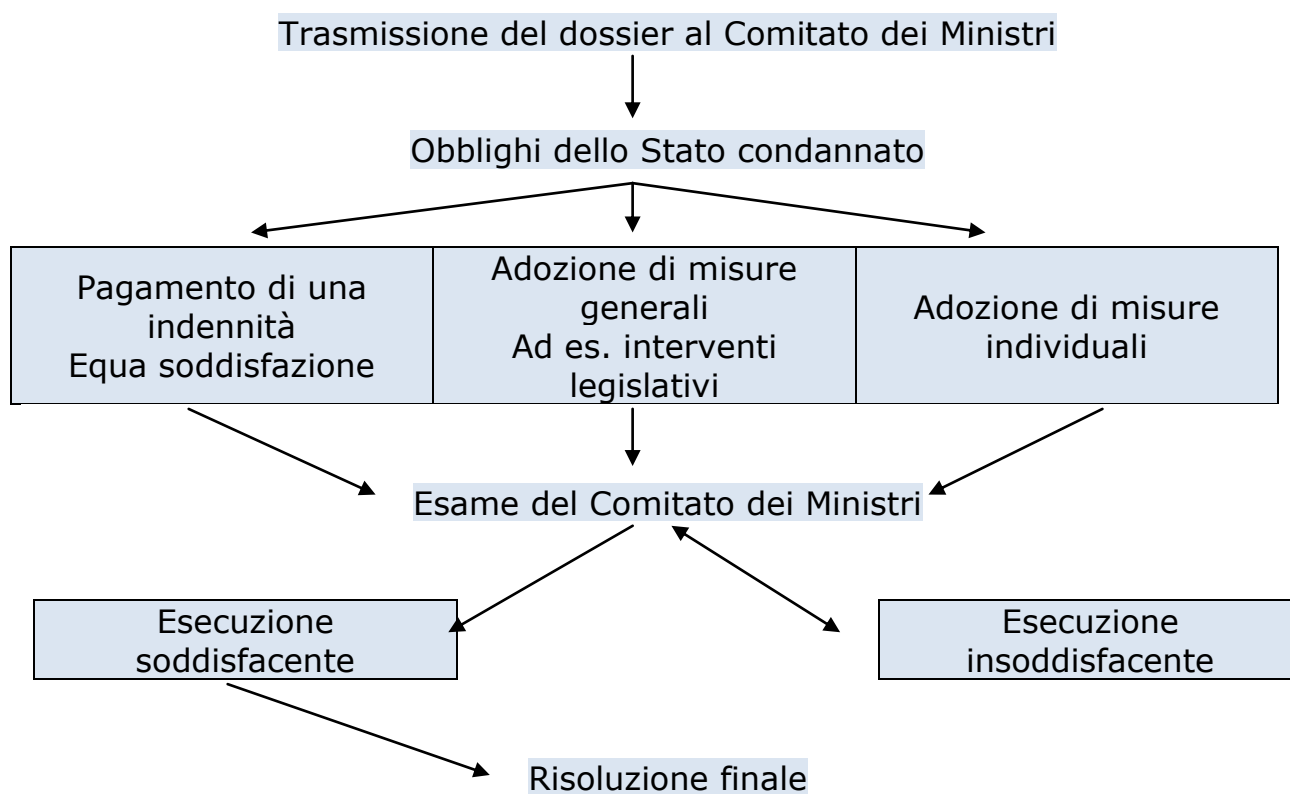 Trasmissione del dossier al Comitato dei Ministri
Obblighi dello Stato condannato
Pagamento di una
indennità
Equa soddisfazione
Adozione di misure
generali
Ad es. interventi
legislativi
Adozione di misure
individuali
Esame del Comitato dei Ministri
Esecuzione
soddisfacente
Esecuzione
insoddisfacente
Risoluzione finale